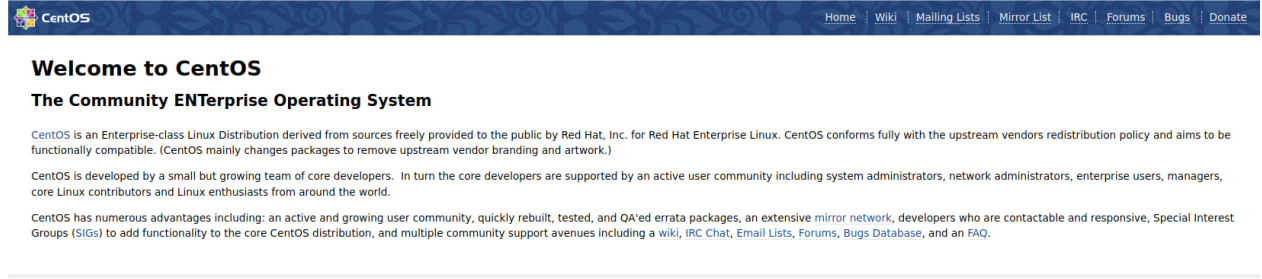 CentOS
Home Wiki Mailing Lists Mirror List IRC Forums Bugs Donate
Welcome to CentOS
The Community ENTerprise Operating System
CentOS is an Enterprise-class Linux Distribution derived from sources freely provided to the public by Red Hat, Inc. for Red Hat Enterprise Linux. CentOS conforms fully with the upstream vendors redistribution policy and aims to be
functionally compatible. (CentOS mainly changes packages to remove upstream vendor branding and artwork.)
CentOS is developed by a small but growing team of core developers. In turn the core developers are supported by an active user community including system administrators, network administrators, enterprise users, managers,
core Linux contributors and Linux enthusiasts from around the world.
CentOS has numerous advantages including: an active and growing user community, quickly rebuilt, tested, and QA'ed errata packages, an extensive mirror network, developers who are contactable and responsive, Special Interest
Groups (SIGs) to add functionality to the core CentOS distribution, and multiple community support avenues including a wiki, IRC Chat, Email Lists, Forums, Bugs Database, and an FAQ.